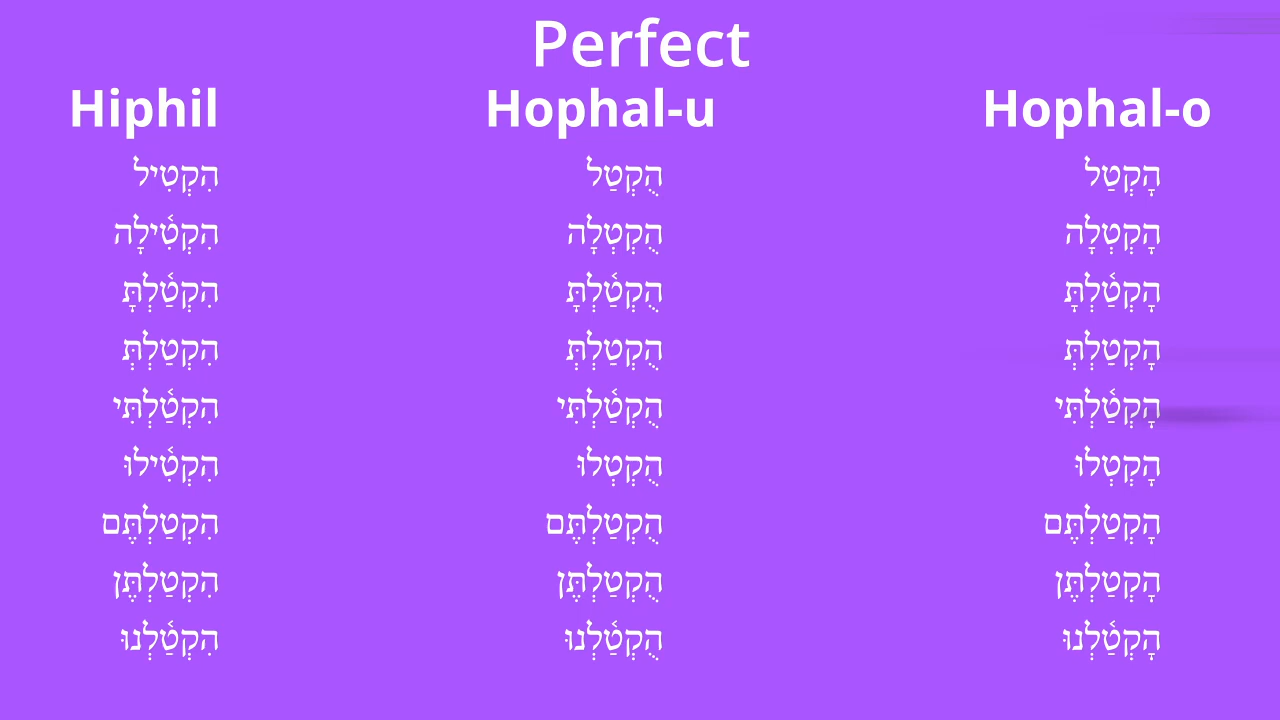 Perfect
Hiphil Hophal-u Hophal-o
הִקְטִיל הֻקְטַל הָקְטַל
הִקְטִ֫ילָה הֻקְטְלָה הָקְטְלָה
הִקְטַ֫לְתָּ הֻקְטַ֫לְתָּ הָקְטַ֫לְתָּ
הִקְטַלְתְּ הֻקְטַלְתְּ הָקְטַלְתְּ
הִקְטַ֫לְתִּי הֻקְטַ֫לְתִּי הָקְטַ֫לְתִּי
הִקְטִ֫ילוּ הֻקְטְלוּ הָקְטְלוּ
הִקְטַלְתֶּם הֻקְטַלְתֶּם הָקְטַלְתֶּם
הִקְטַלְתֶּן הֻקְטַלְתֶּן הָקְטַלְתֶּן
הִקְטַ֫לְנוּ הֻקְטַ֫לְנוּ הָקְטַ֫לְנוּ